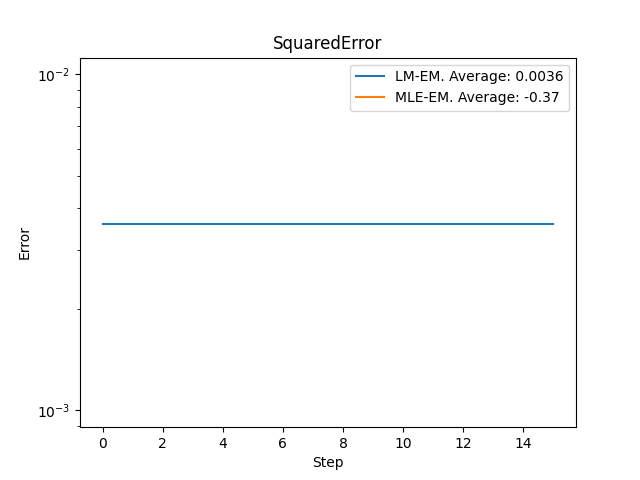 SquaredError
LM-EM. Average: 0.0036
MLE-EM. Average: -0.37
10⁻²
Error
10⁻³
0 2 4 6 8 10 12 14
Step